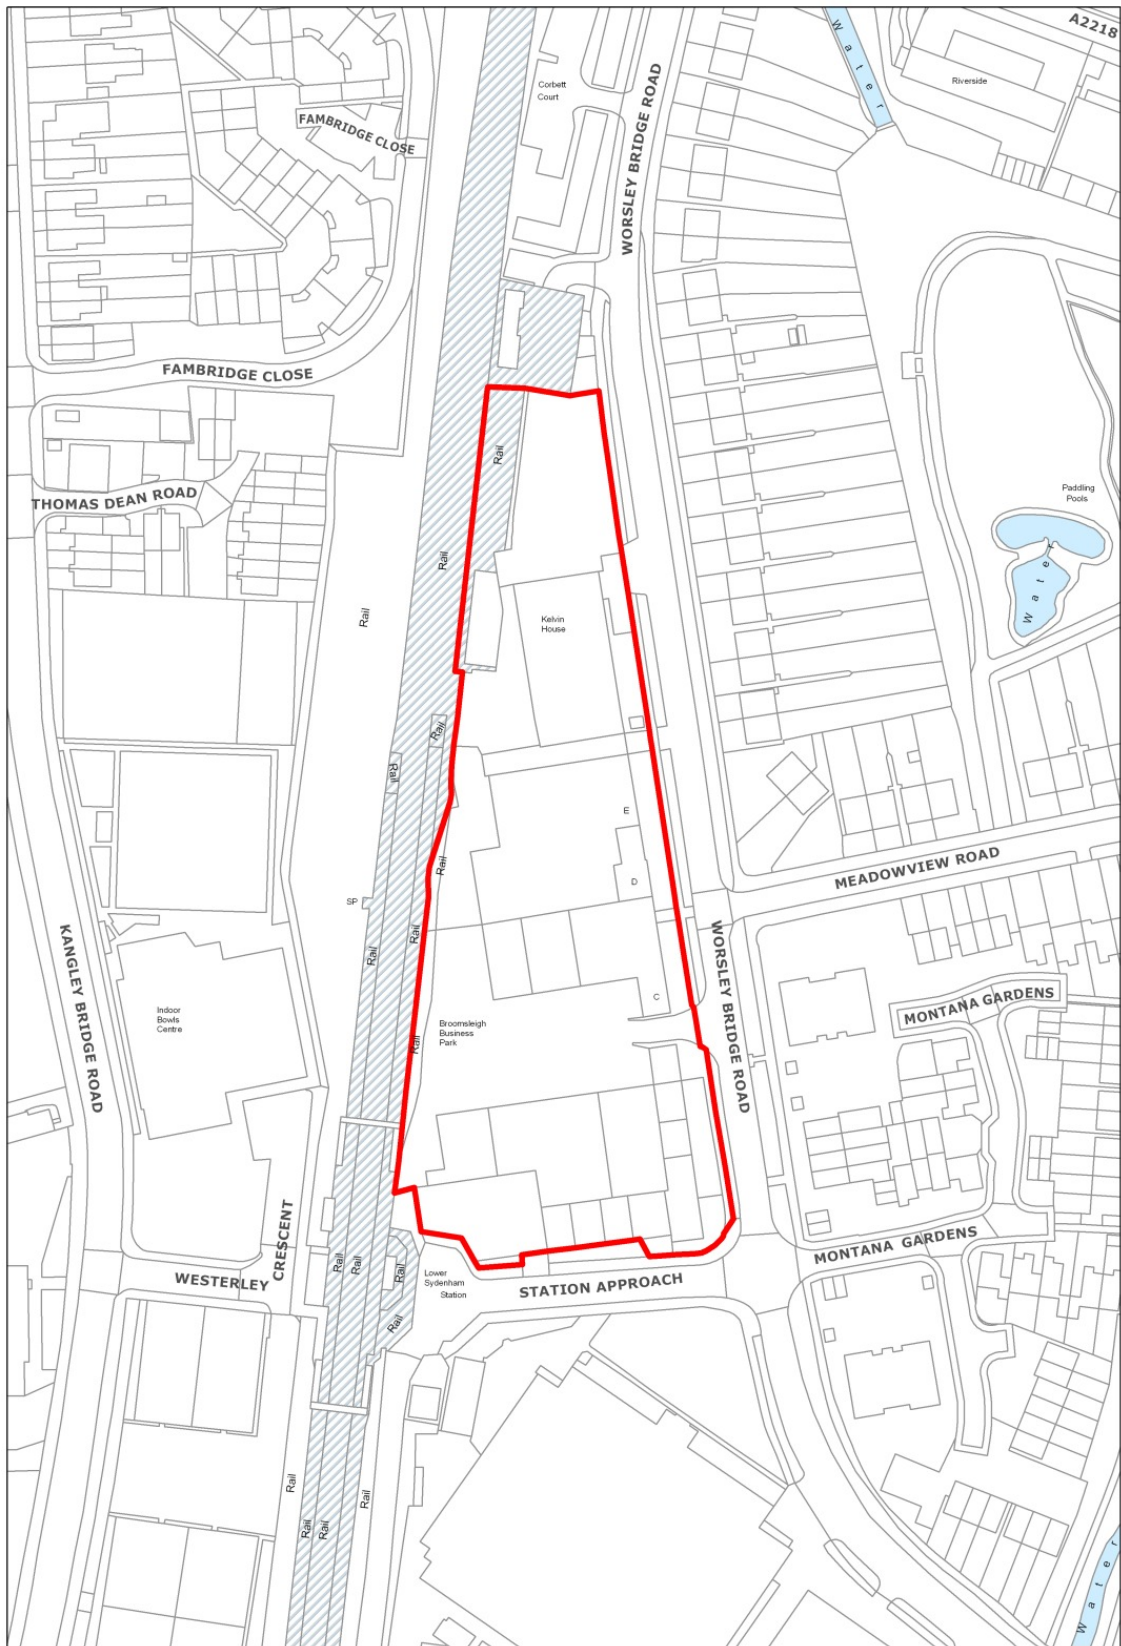 A2218
Water
Riverside
Corbett
Court
WORSLEY BRIDGE ROAD
FAMBRIDGE CLOSE
FAMBRIDGE CLOSE
Rail
THOMAS DEAN ROAD
Paddling
Pools
Water
Rail
Rail
Kelvin
House
Rail
Rail
E
Rail
MEADOWVIEW ROAD
D
SP
Rail
Rail
KANGLEY BRIDGE ROAD
WORSLEY BRIDGE ROAD
C
MONTANA GARDENS
Indoor
Bowls
Centre
Broomsleigh
Business
Park
Rail
WESTERLEY CRESCENT
MONTANA GARDENS
Rail
Rail
Rail
Lower
Sydenham
Station
STATION APPROACH
Rail
Rail
Rail
Rail
Rail
Water